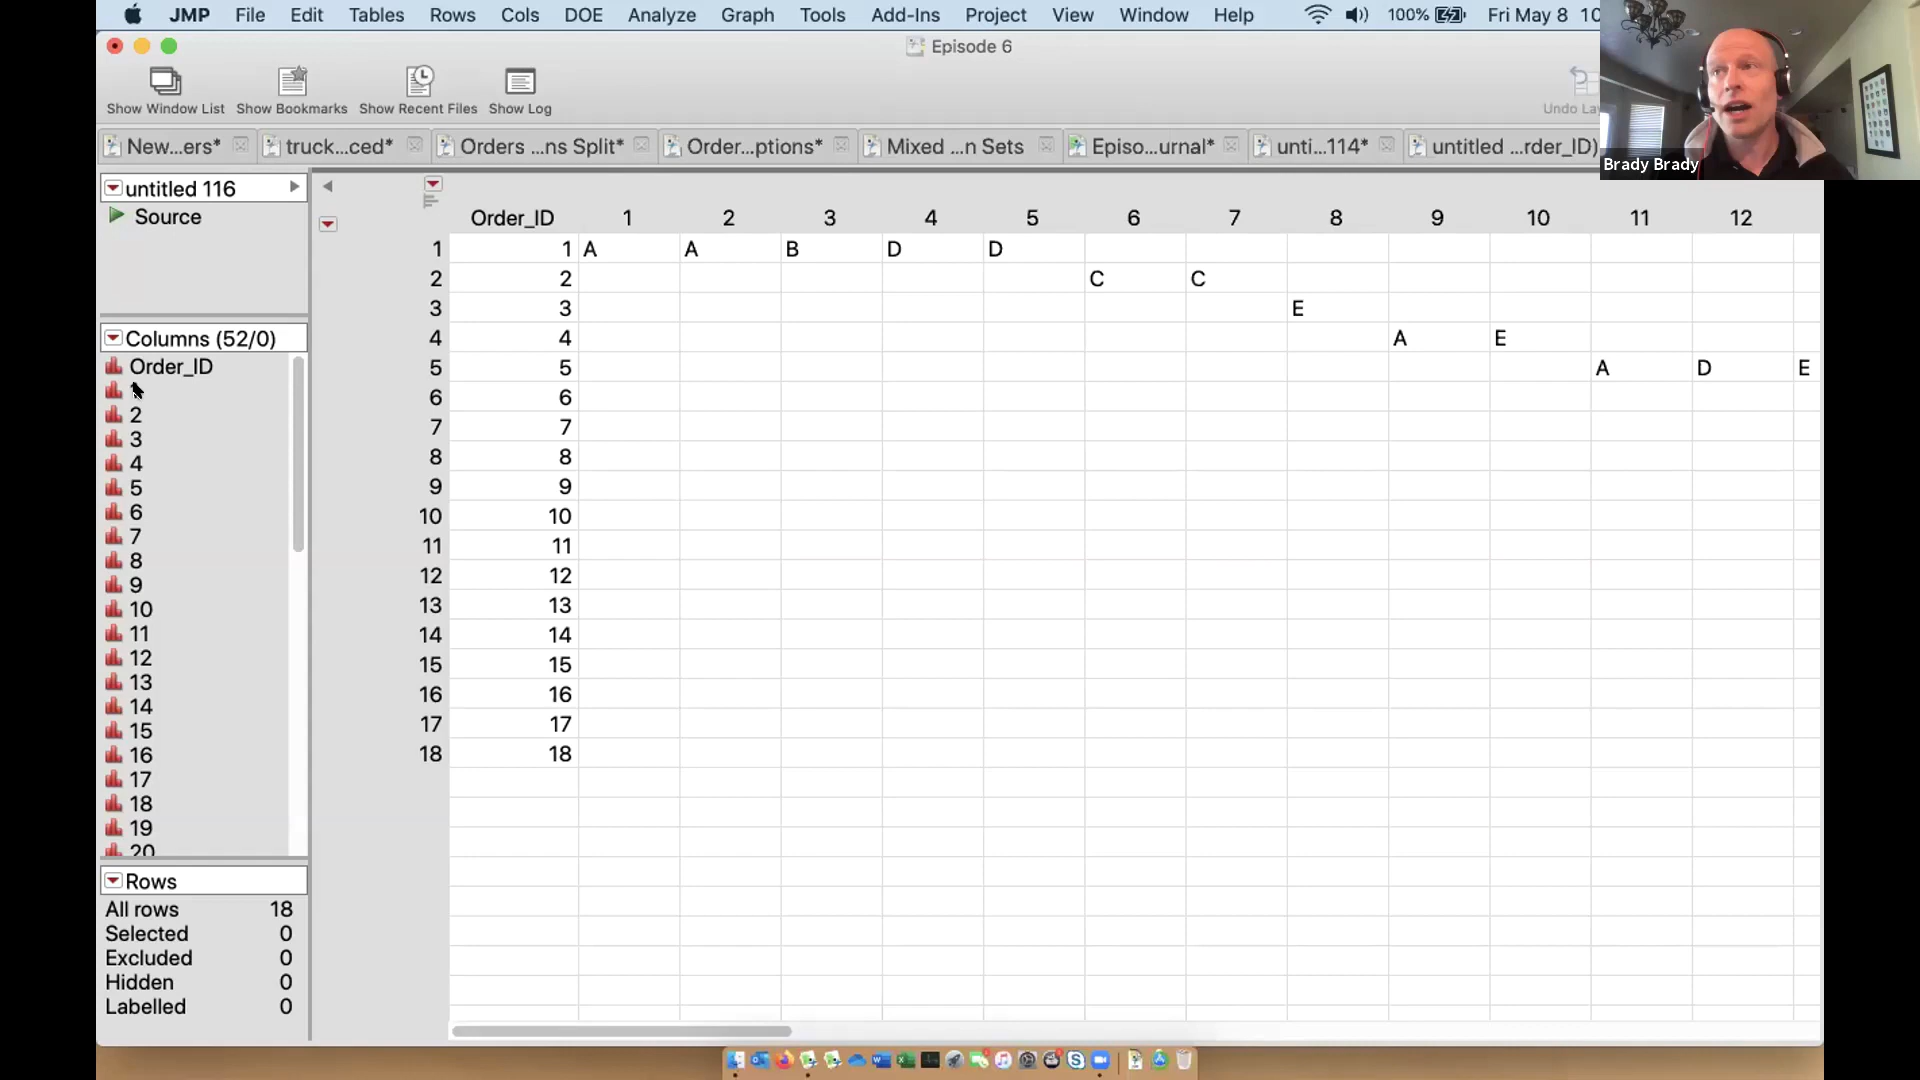 JMP File Edit Tables Rows Cols DOE Analyze Graph Tools Add-Ins Project View Window Help 100% Fri May 8 10
Episode 6
Show Window List Show Bookmarks Show Recent Files Show Log Undo La
New...ers* truck...ced* Orders ...ns Split* Order...ptions* Mixed ...n Sets Episo...urnal* unti...114* untitled ...rder_ID)
Brady Brady
untitled 116
Source
Columns (52/0)
Order_ID
2
3
4
5
6
7
8
9
10
11
12
13
14
15
16
17
18
19
20
Rows
All rows 18
Selected 0
Excluded 0
Hidden 0
Labelled 0
Order_ID 1 2 3 4 5 6 7 8 9 10 11 12
1 1 A A B D D
2 2 C C
3 3 E
4 4 A E
5 5 A D E
6 6
7 7
8 8
9 9
10 10
11 11
12 12
13 13
14 14
15 15
16 16
17 17
18 18